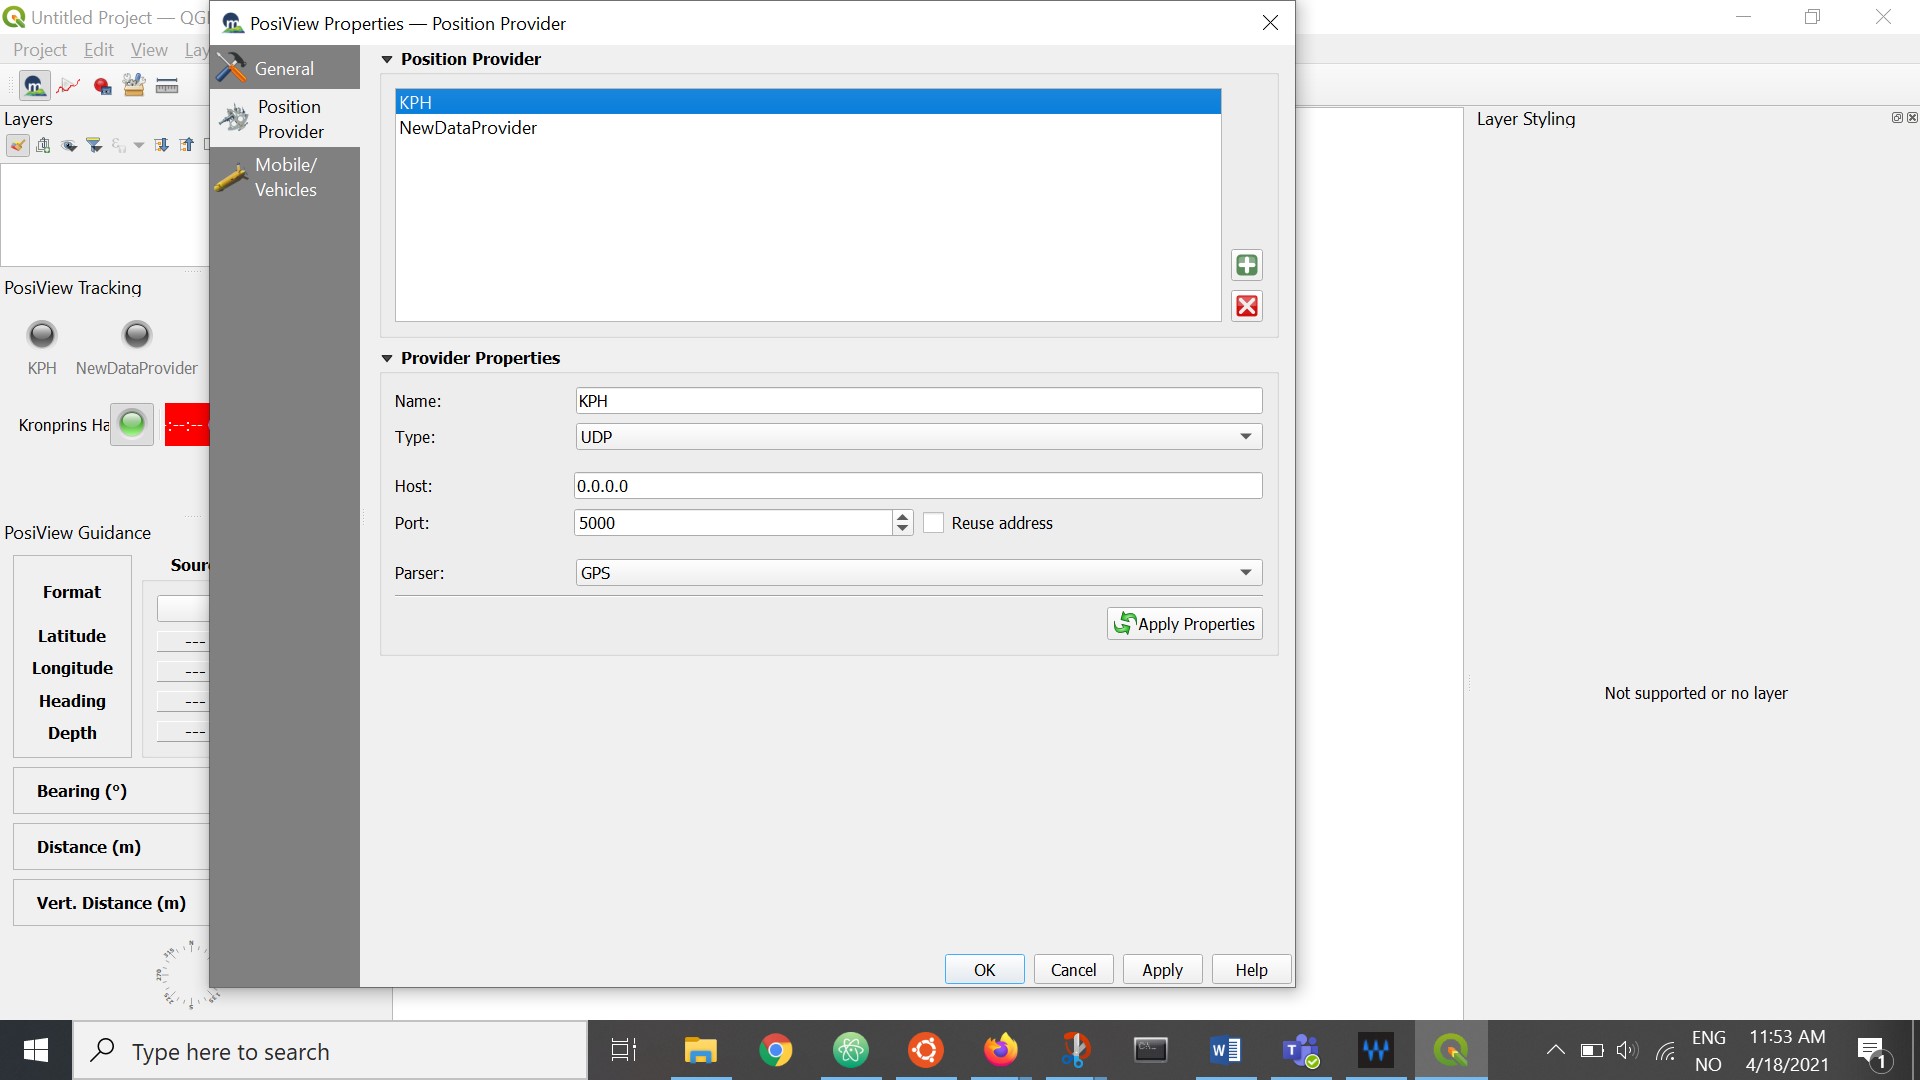 Untitled Project — QGI
Project Edit View Lay
Layers
PosiView Tracking
KPH NewDataProvider
Kronprins Ha
:--:--
PosiView Guidance
Sour
Format
Latitude ---
Longitude ---
Heading ---
Depth ---
Bearing (º)
Distance (m)
Vert. Distance (m)
PosiView Properties — Position Provider
General
Position
Provider
Mobile/
Vehicles
Position Provider
KPH
NewDataProvider
Provider Properties
Name: KPH
Type: UDP
Host: 0.0.0.0
Port: 5000 Reuse address
Parser: GPS
Apply Properties
OK Cancel Apply Help
Layer Styling
Not supported or no layer
Type here to search
ENG
NO
11:53 AM
4/18/2021
1